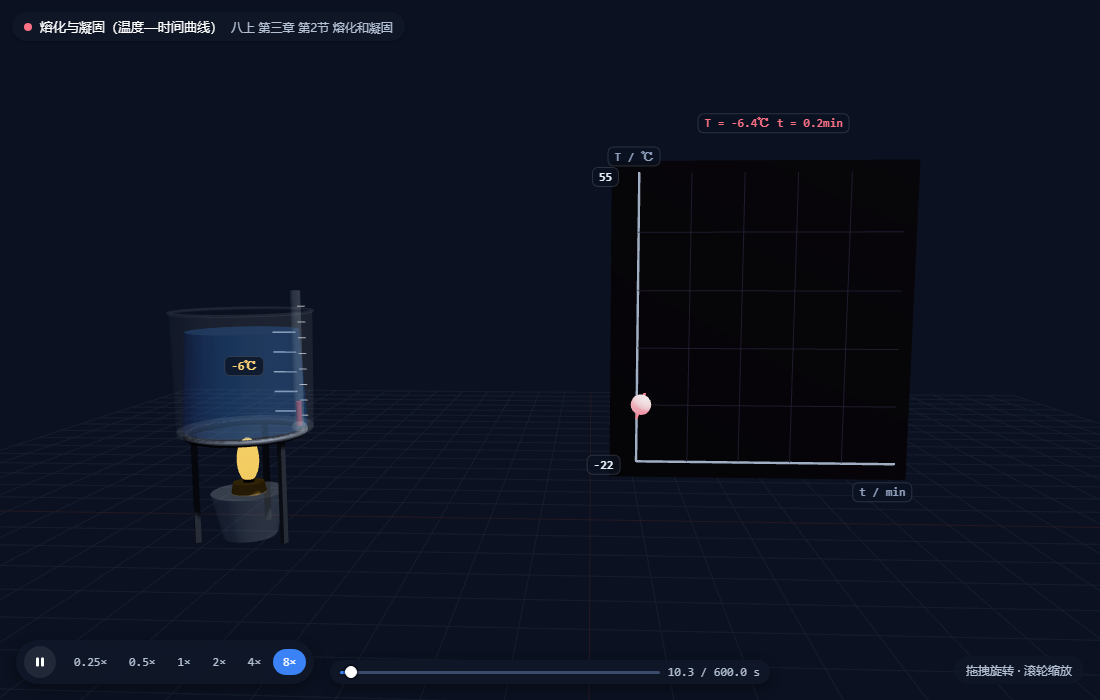 熔化与凝固（温度—时间曲线） 八上 第三章 第2节 熔化和凝固
T = -6.4℃ t = 0.2min
T / ℃
55
-6℃
-22
t / min
0.25× 0.5× 1× 2× 4× 8×
10.3 / 600.0 s
拖拽旋转 · 滚轮缩放